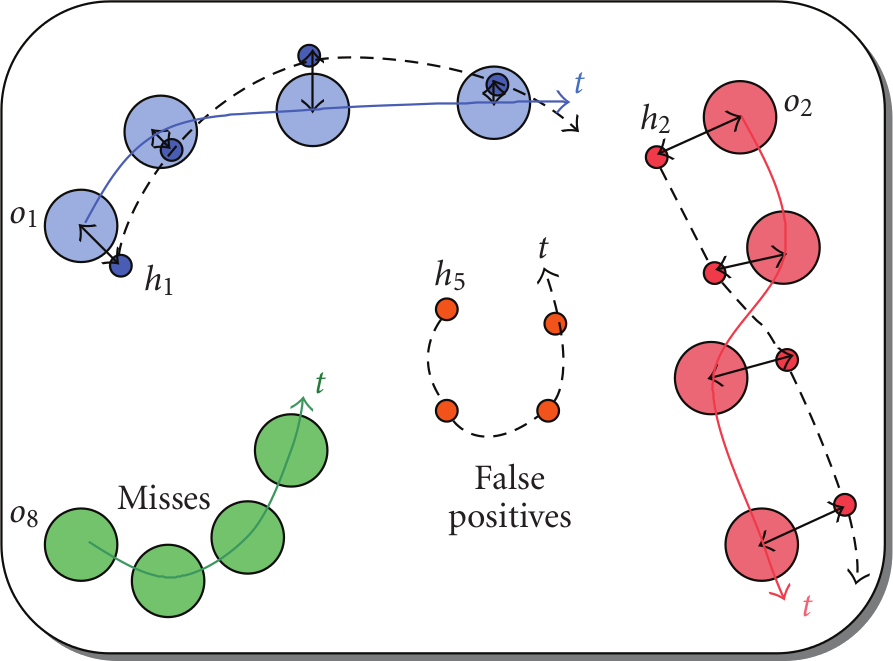 t
h₂
o₂
o₁
h₁
t
h₅
t
o₈
Misses
False
positives
t